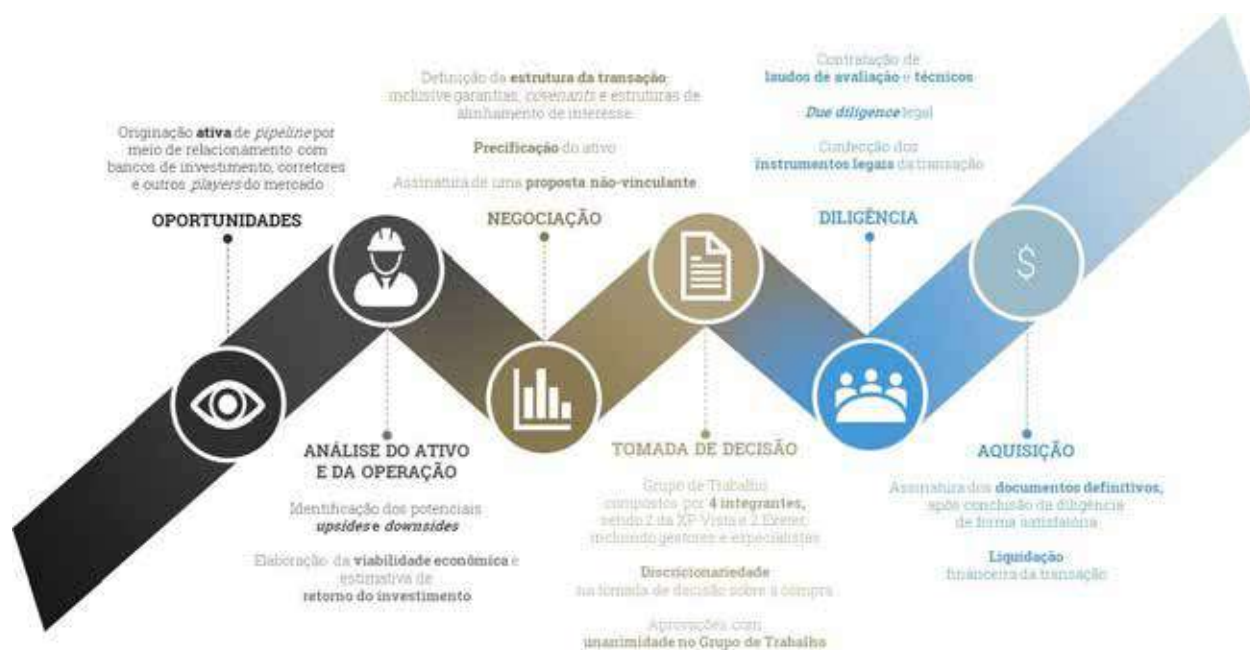 Originação ativa de pipeline por
meio de relacionamento com
bancos de investimento, corretores
e outros players do mercado
OPORTUNIDADES
ANÁLISE DO ATIVO
E DA OPERAÇÃO
Identificação dos potenciais
upsides e downsides
Elaboração da viabilidade econômica e
estimativa de
retorno do investimento
Definição da estrutura da transação
inclusive garantias, covenants e estruturas de
alinhamento de interesse
Precificação do ativo
Assinatura de uma proposta não-vinculante
NEGOCIAÇÃO
TOMADA DE DECISÃO
Grupo de Trabalho
compostos por 4 integrantes,
sendo 2 da XP Vista e 2 Exeter,
incluindo gestores e especialistas
Discricionariedade
na tomada de decisão sobre a compra
Aprovações com
unanimidade no Grupo de Trabalho
Contratação de
laudos de avaliação e técnicos
Due diligence legal
Confecção dos
instrumentos legais da transação
DILIGÊNCIA
$
AQUISIÇÃO
Assinatura dos documentos definitivos,
após conclusão da diligência
de forma satisfatória
Liquidação
financeira da transação